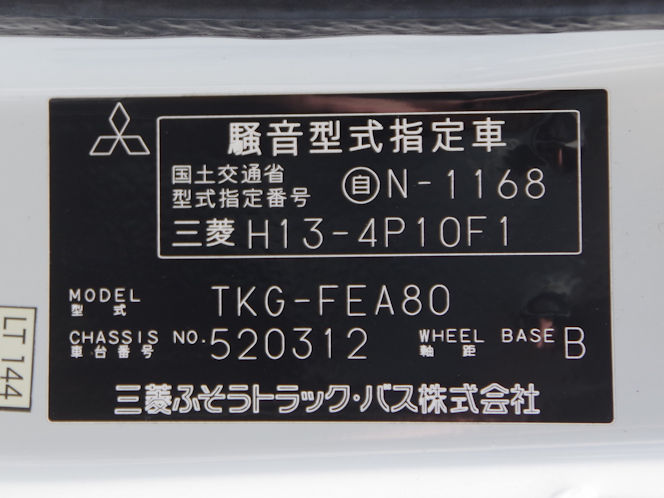 騒音型式指定車
国土交通省
型式指定番号 自N-1168
三菱 H13-4P10F1
MODEL
型式 TKG-FEA80
CHASSIS NO. 520312 WHEEL BASE B
車台番号 軸距
三菱ふそうトラック・バス株式会社
LT144